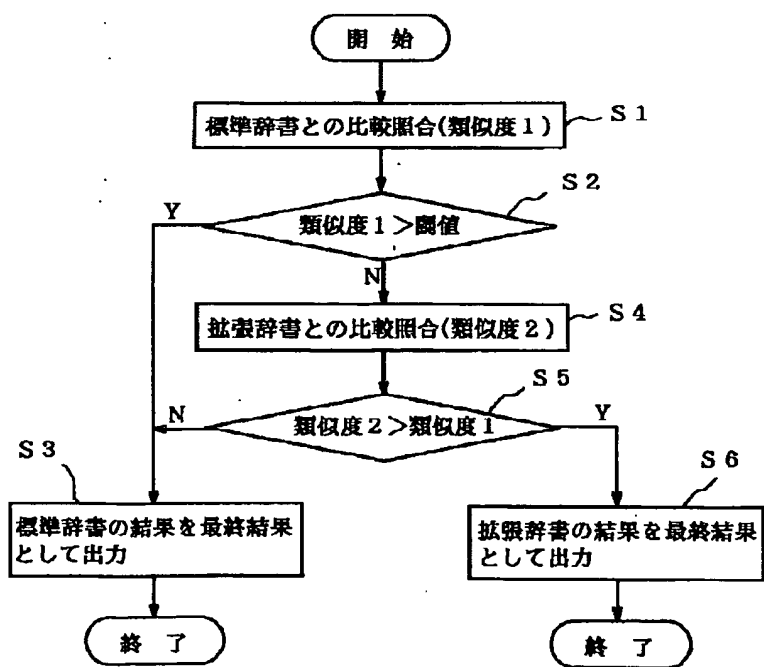 開 始
標準辞書との比較照合(類似度1)
S1
S2
Y
類似度1>閾値
N
拡張辞書との比較照合(類似度2)
S4
S5
N
類似度2>類似度1
Y
S3
S6
標準辞書の結果を最終結果
として出力
拡張辞書の結果を最終結果
として出力
終 了
終 了